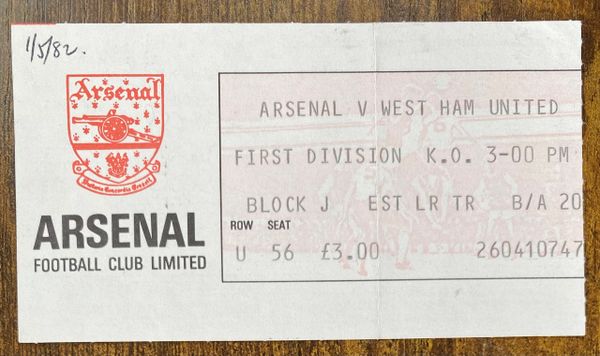 1/5/82.
Arsenal
Victoria Concordia Crescit
ARSENAL
FOOTBALL CLUB LIMITED
ARSENAL V WEST HAM UNITED
FIRST DIVISION K.O. 3-00 PM
BLOCK J EST LR TR B/A 20
ROW SEAT
U 56 £3.00 260410747